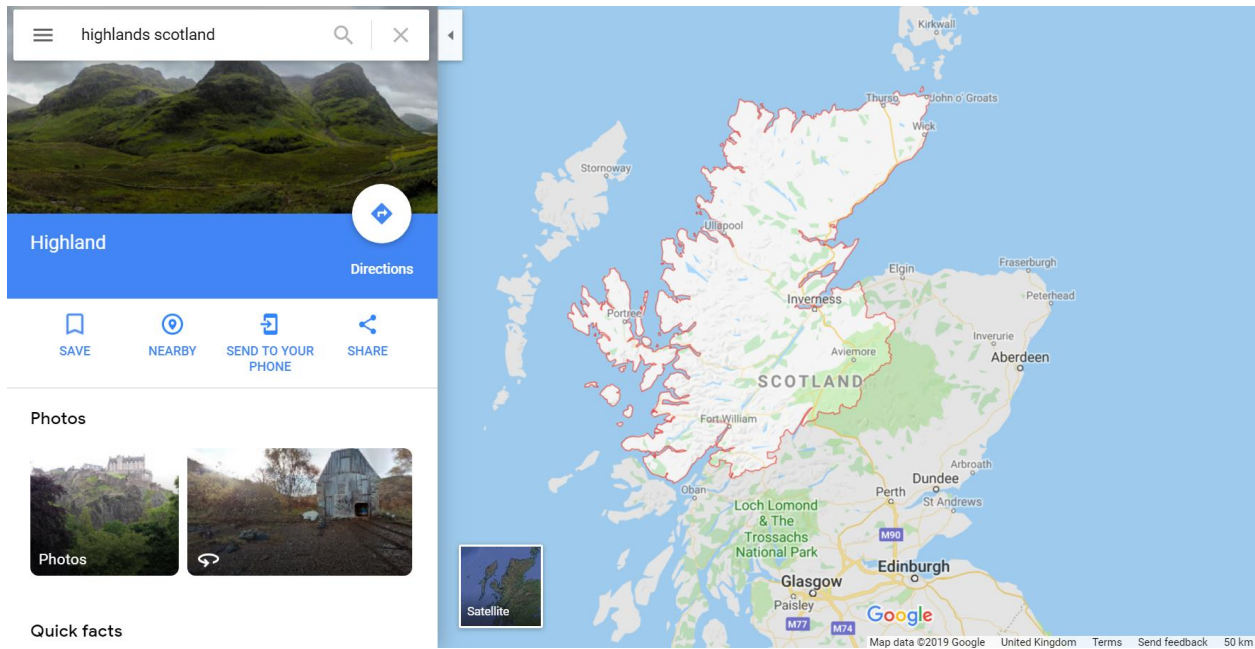 highlands scotland
Highland
Directions
SAVE
NEARBY
SEND TO YOUR
PHONE
SHARE
Photos
Photos
Quick facts
Kirkwall
Thurso
John o' Groats
Wick
Stornoway
Ullapool
Elgin
Fraserburgh
Peterhead
Inverness
Portree
Inverurie
Aviemore
Aberdeen
SCOTLAND
Fort William
Arbroath
Dundee
Oban
Perth
St Andrews
Loch Lomond
& The
Trossachs
National Park
M90
Edinburgh
Glasgow
Paisley
M77
M74
Satellite
Google
Map data ©2019 Google United Kingdom Terms Send feedback 50 km